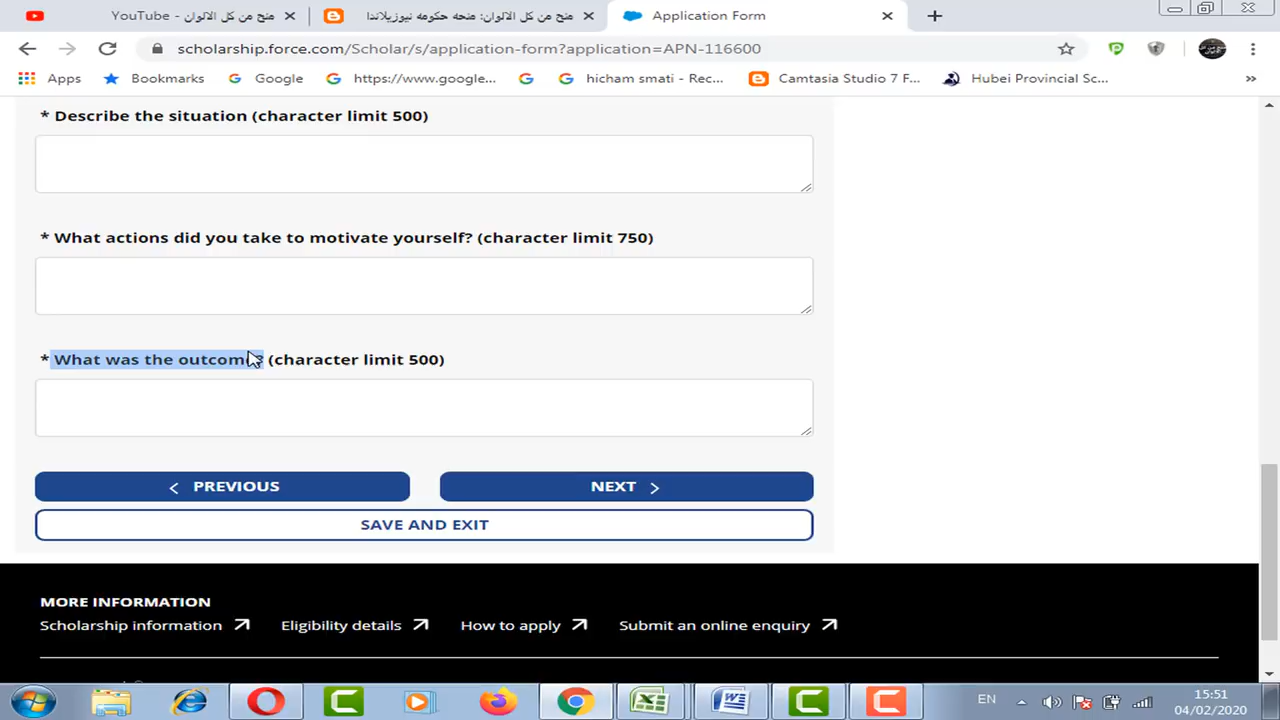 YouTube - منح من كل الالوان
منح من كل الالوان: منحه حكومه نيوزيلاندا
Application Form
scholarship.force.com/Scholar/s/application-form?application=APN-116600
Apps Bookmarks Google https://www.google... hicham smati - Rec... Camtasia Studio 7 F... Hubei Provincial Sc... »
* Describe the situation (character limit 500)
* What actions did you take to motivate yourself? (character limit 750)
* What was the outcome? (character limit 500)
< PREVIOUS NEXT >
SAVE AND EXIT
MORE INFORMATION
Scholarship information Eligibility details How to apply Submit an online enquiry
EN 15:51
04/02/2020